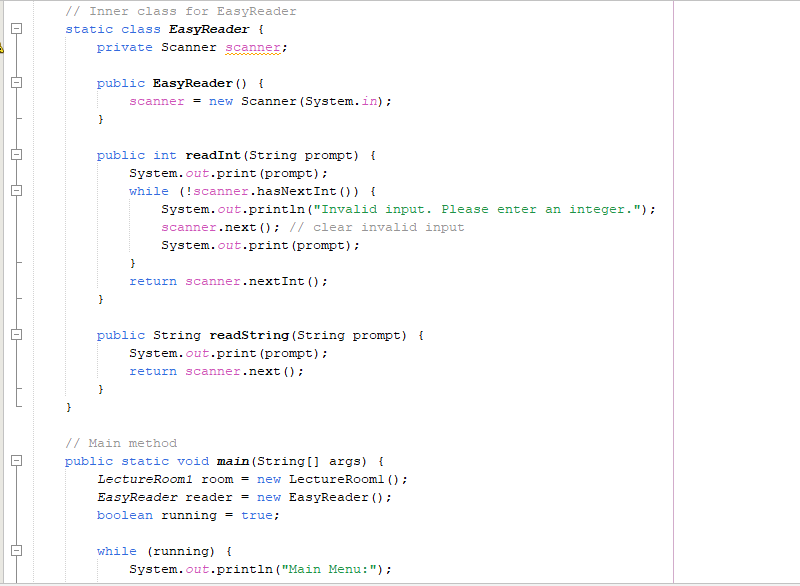 // Inner class for EasyReader
static class EasyReader {
private Scanner scanner;
public EasyReader() {
scanner = new Scanner(System.in);
}
public int readInt(String prompt) {
System.out.print(prompt);
while (!scanner.hasNextInt()) {
System.out.println("Invalid input. Please enter an integer.");
scanner.next(); // clear invalid input
System.out.print(prompt);
}
return scanner.nextInt();
}
public String readString(String prompt) {
System.out.print(prompt);
return scanner.next();
}
}
// Main method
public static void main(String[] args) {
LectureRoom1 room = new LectureRoom1();
EasyReader reader = new EasyReader();
boolean running = true;
while (running) {
System.out.println("Main Menu:");